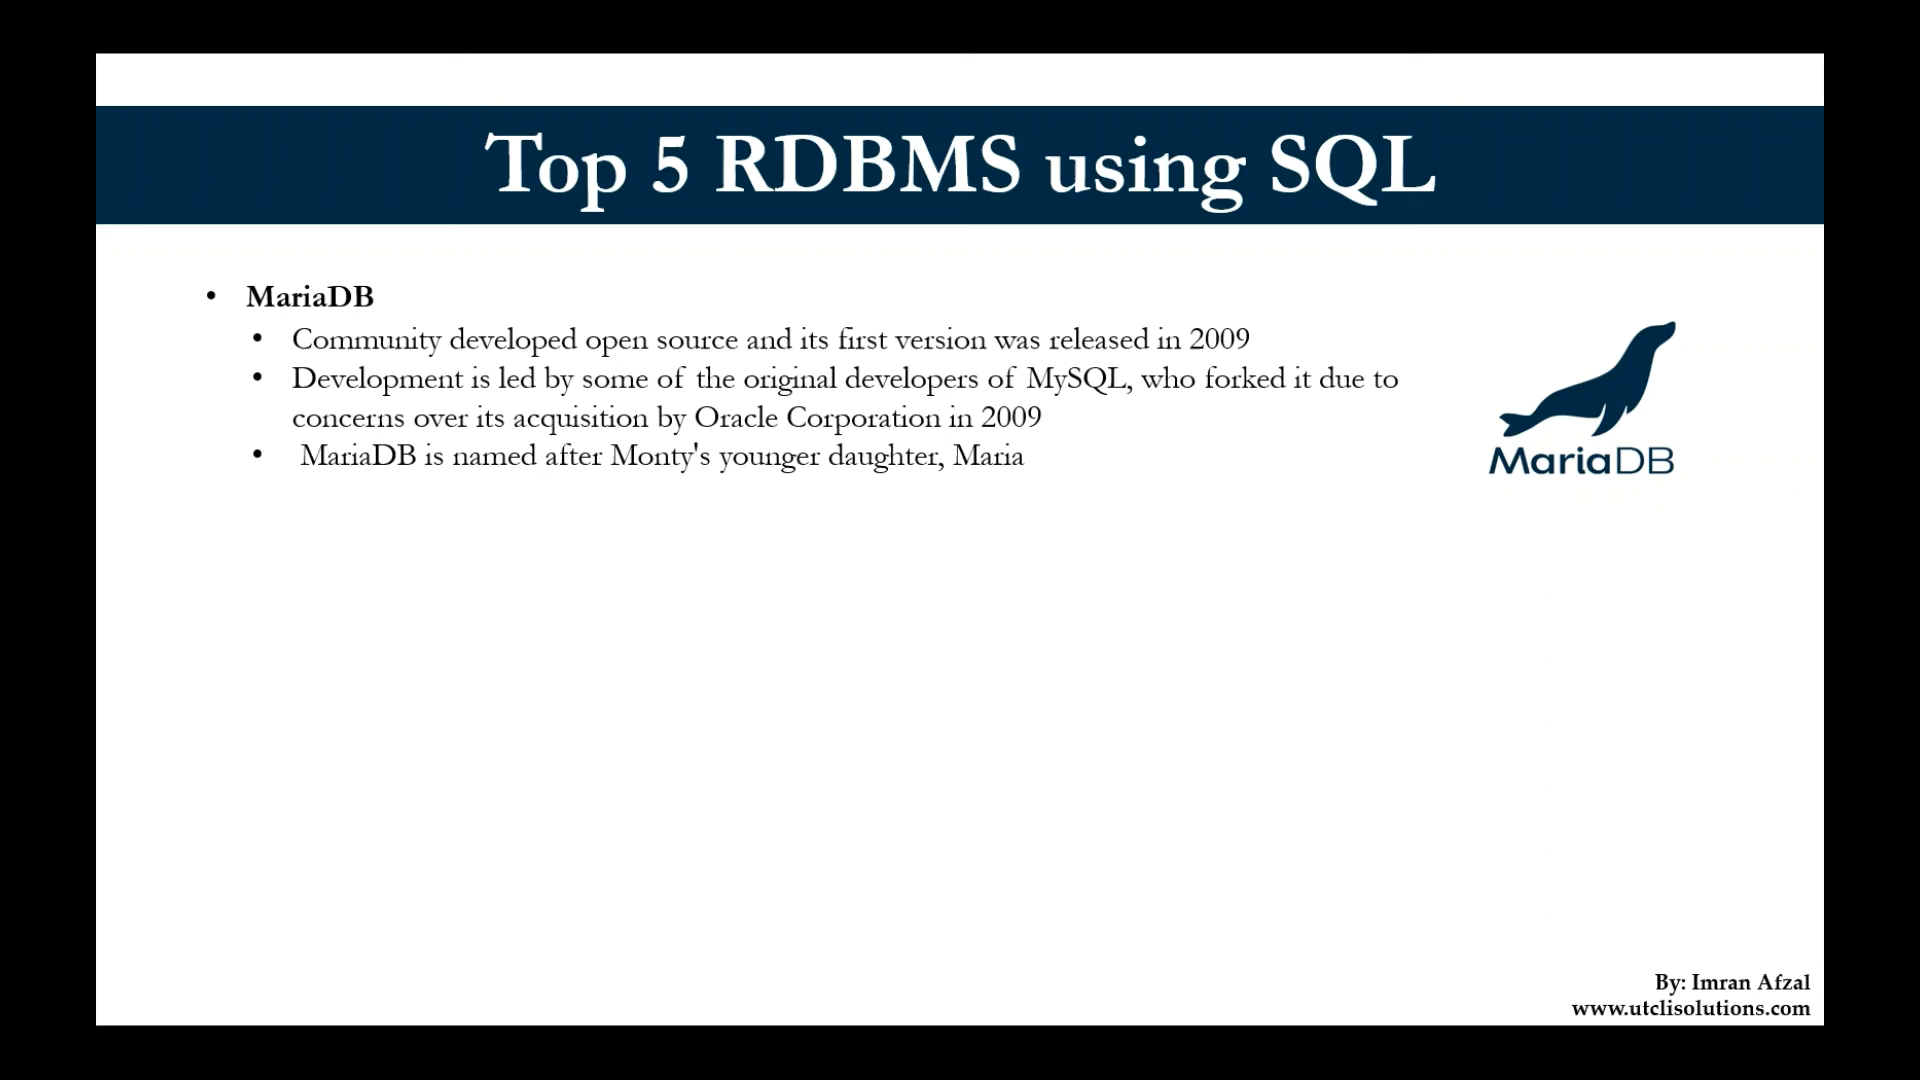 Top 5 RDBMS using SQL
• MariaDB
• Community developed open source and its first version was released in 2009
• Development is led by some of the original developers of MySQL, who forked it due to
concerns over its acquisition by Oracle Corporation in 2009
• MariaDB is named after Monty's younger daughter, Maria
MariaDB
By: Imran Afzal
www.utclisolutions.com